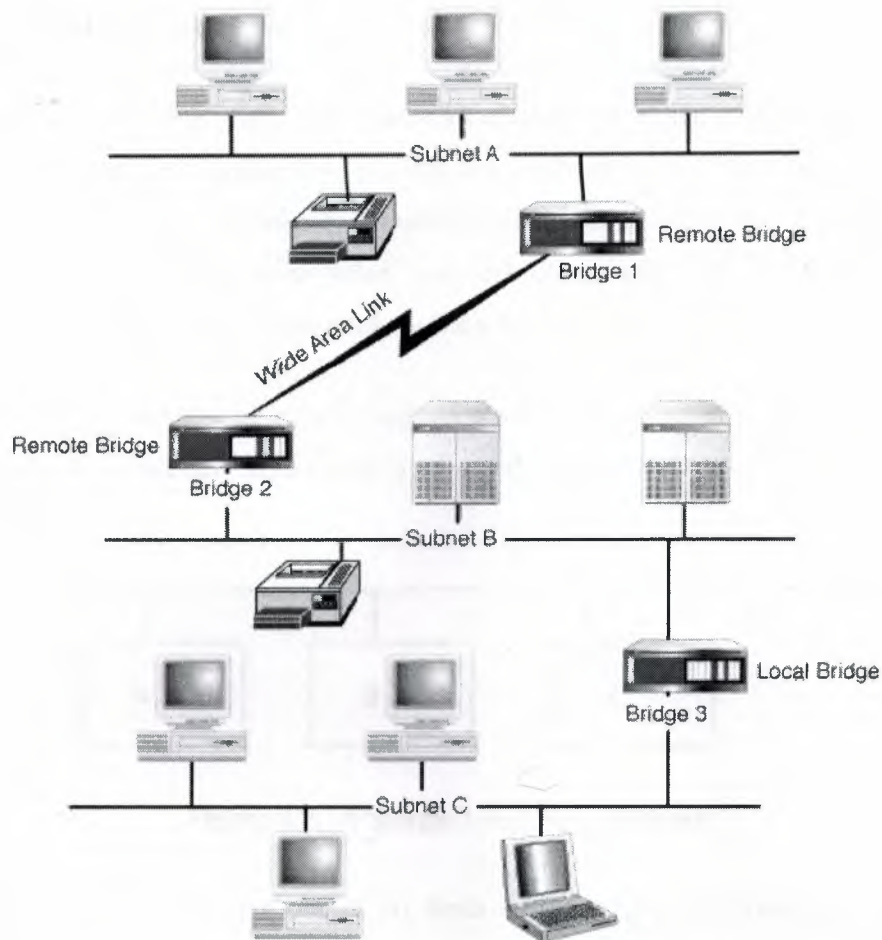 Subnet A
Remote Bridge
Bridge 1
Wide Area Link
Remote Bridge
Bridge 2
Subnet B
Local Bridge
Bridge 3
Subnet C